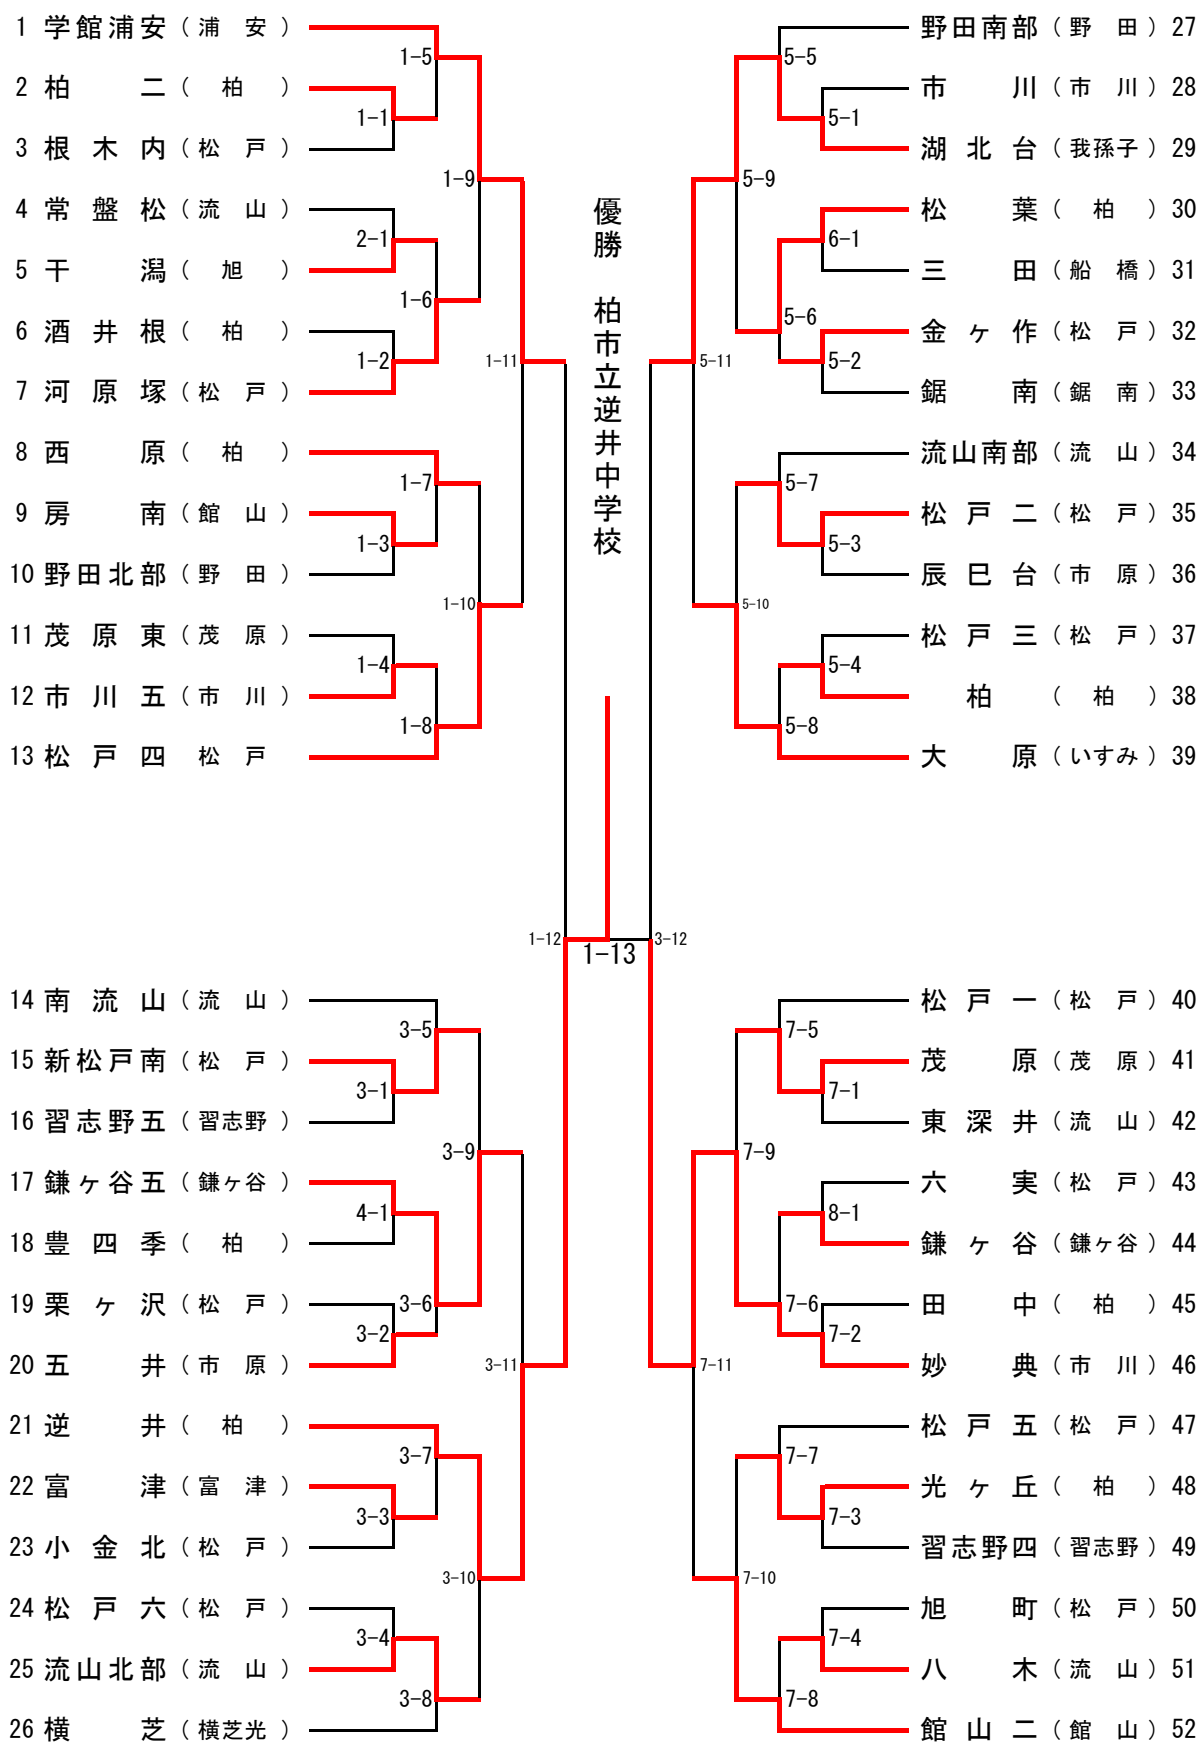 1 学館浦安（浦 安）
1-5
2 柏 二（ 柏 ）
1-1
3 根木内（松 戸）
1-9
4 常盤松（流 山）
2-1
5 干 潟（ 旭 ）
1-6
6 酒井根（ 柏 ）
1-2
7 河原塚（松 戸）
1-11
8 西 原（ 柏 ）
1-7
9 房 南（館 山）
1-3
10 野田北部（野 田）
1-10
11 茂原東（茂 原）
1-4
12 市川五（市 川）
1-8
13 松戸四 松 戸
優勝 柏市立逆井中学校
1-12
1-13
3-12
14 南流山（流 山）
3-5
15 新松戸南（松 戸）
3-1
16 習志野五（習志野）
3-9
17 鎌ヶ谷五（鎌ヶ谷）
4-1
18 豊四季（ 柏 ）
3-6
19 栗ヶ沢（松 戸）
3-2
20 五 井（市 原）
3-11
21 逆 井（ 柏 ）
3-7
22 富 津（富 津）
3-3
23 小金北（松 戸）
3-10
24 松戸六（松 戸）
3-4
25 流山北部（流 山）
3-8
26 横 芝（横芝光）
野田南部（野 田）27
5-5
市 川（市 川）28
5-1
湖北台（我孫子）29
5-9
松 葉（ 柏 ）30
6-1
三 田（船 橋）31
5-6
金ヶ作（松 戸）32
5-2
鋸 南（鋸 南）33
5-11
流山南部（流 山）34
5-7
松戸二（松 戸）35
5-3
辰巳台（市 原）36
5-10
松戸三（松 戸）37
5-4
柏 （ 柏 ）38
5-8
大 原（いすみ）39
松戸一（松 戸）40
7-5
茂 原（茂 原）41
7-1
東深井（流 山）42
7-9
六 実（松 戸）43
8-1
鎌ヶ谷（鎌ヶ谷）44
7-6
田 中（ 柏 ）45
7-2
妙 典（市 川）46
7-11
松戸五（松 戸）47
7-7
光ヶ丘（ 柏 ）48
7-3
習志野四（習志野）49
7-10
旭 町（松 戸）50
7-4
八 木（流 山）51
7-8
館山二（館 山）52